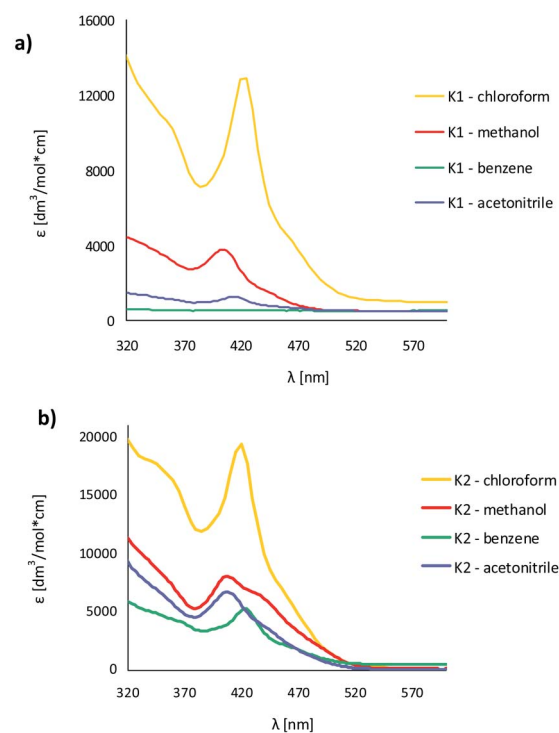 a)
16000
12000
8000
4000
0
ε [dm³/mol*cm]
320 370 420 470 520 570
λ [nm]
K1 - chloroform
K1 - methanol
K1 - benzene
K1 - acetonitrile
b)
20000
15000
10000
5000
0
ε [dm³/mol*cm]
320 370 420 470 520 570
λ [nm]
K2 - chloroform
K2 - methanol
K2 - benzene
K2 - acetonitrile